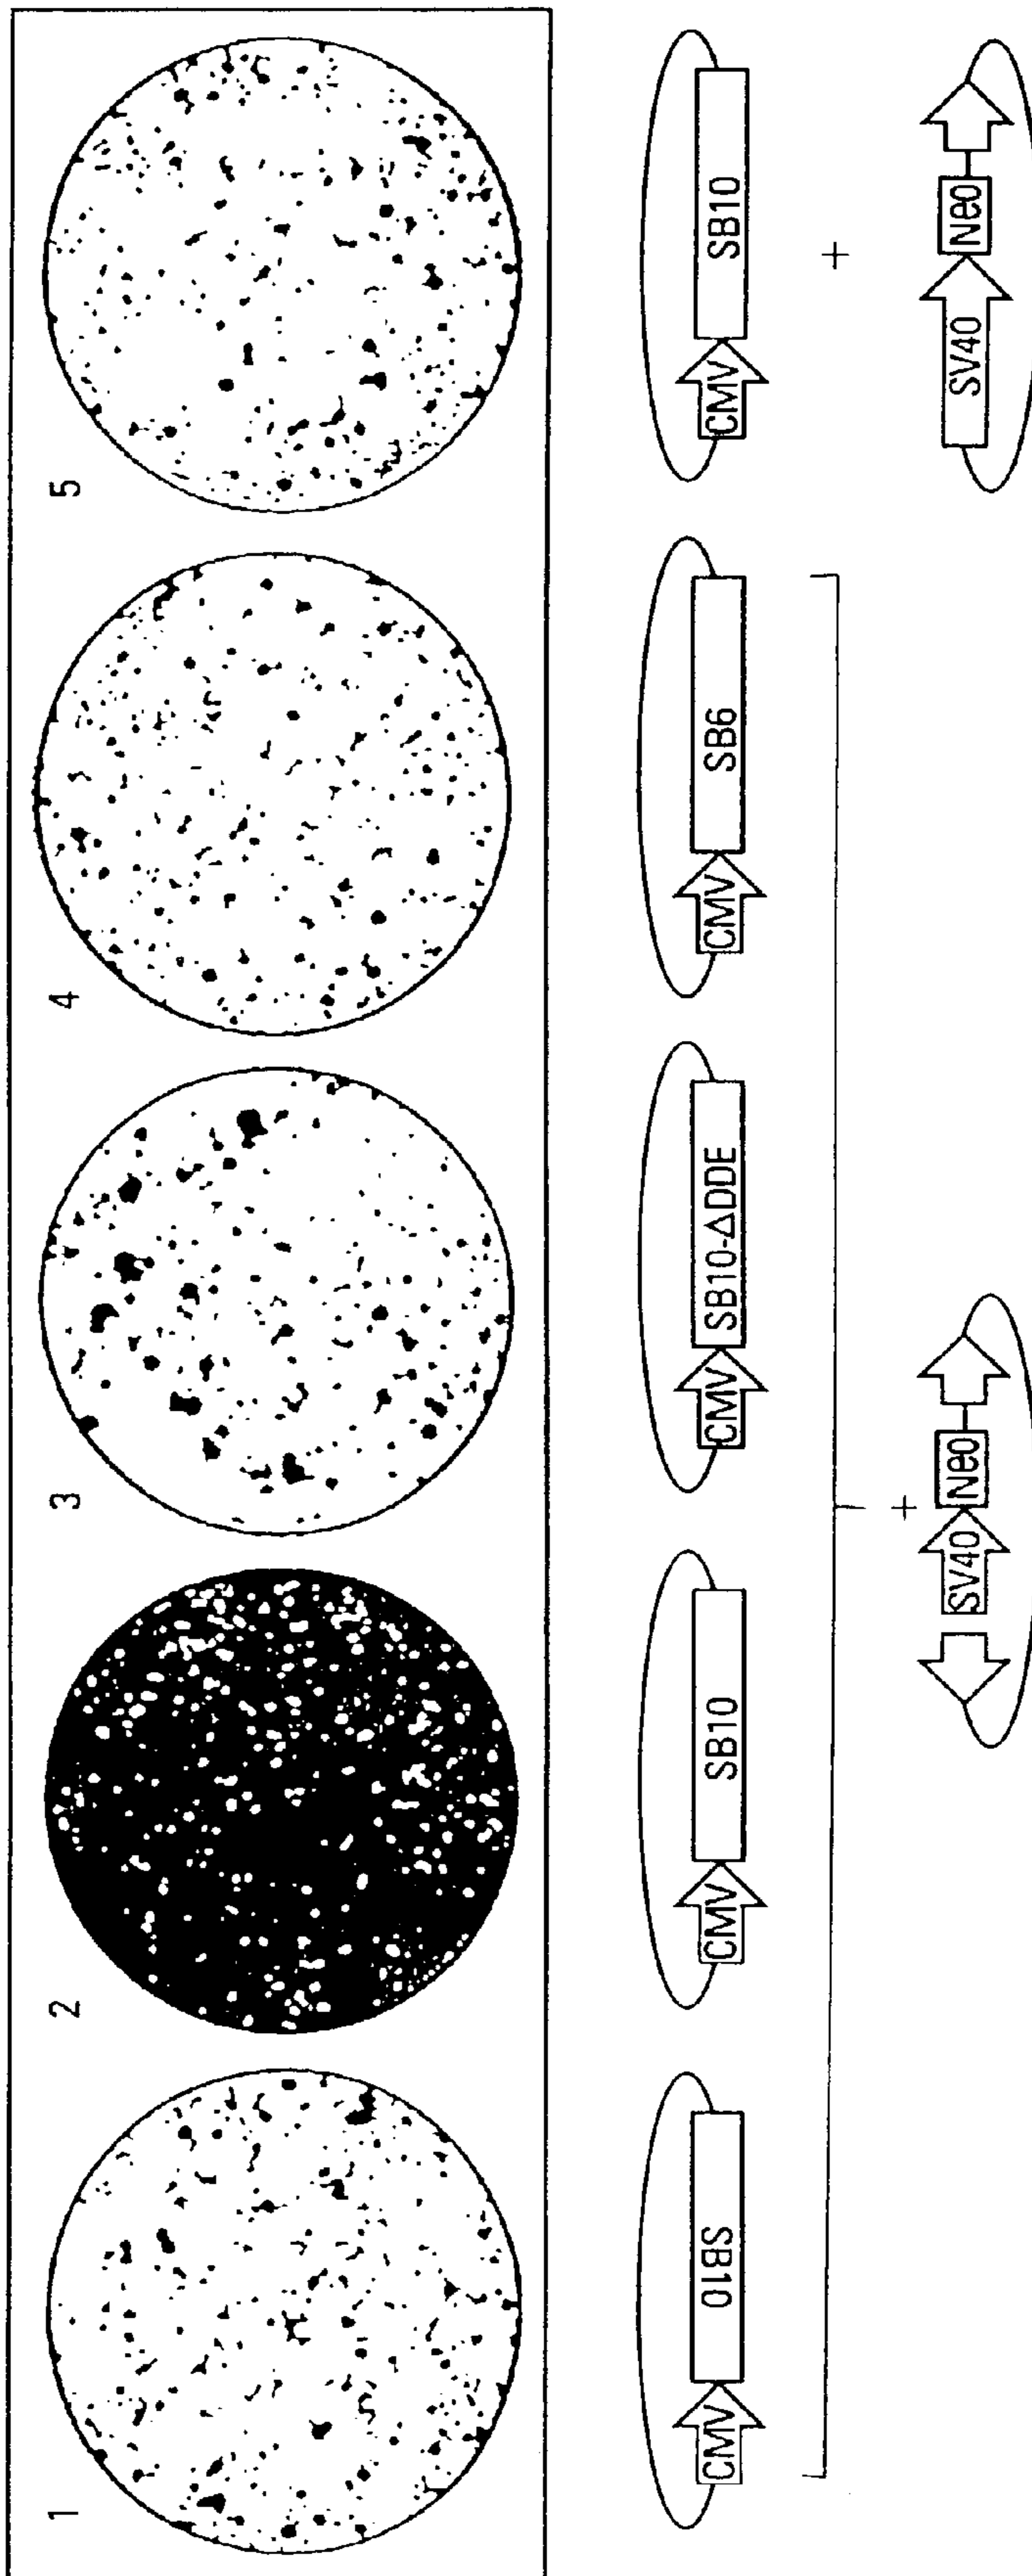 1 2 3 4 5
CMV SB10 CMV SB10 CMV SB10-ΔDDE CMV SB6 CMV SB10
+ +
SV40 Neo SV40 Neo